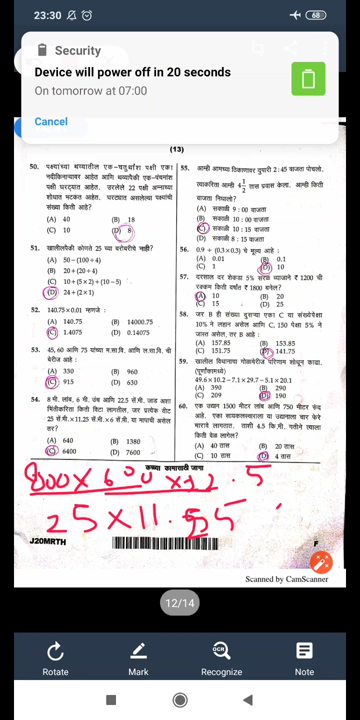 23:30
68
Security
Device will power off in 20 seconds
On tomorrow at 07:00
Cancel
(13)
50. पक्ष्यांच्या थव्यातील एक-चतुर्थांश पक्षी एका
नदीकिनाऱ्यावर आहेत आणि थव्यापैकी एक-पंचमांश
पक्षी घरट्यात आहेत. उरलेले 22 पक्षी अन्नाच्या
शोधात भटकत आहेत. घरट्यात असलेल्या पक्ष्यांची
संख्या किती आहे?
(A) 40 (B) 18
(C) 10 (D) 8
51. खालीलपैकी कोणते 25 च्या बरोबरीचे नाही?
(A) 50 – (100 ÷ 4)
(B) 20 + (20 ÷ 4)
(C) 10 + (5 × 2) + (10 – 5)
(D) 24 + (2 × 1)
52. 140.75 × 0.01 म्हणजे :
(A) 140.75 (B) 14000.75
(C) 1.4075 (D) 0.14075
53. 45, 60 आणि 75 यांच्या म.सा.वि. आणि ल.सा.वि. ची
बेरीज आहे :
(A) 330 (B) 960
(C) 915 (D) 630
54. 8 मी. लांब, 6 मी. उंच आणि 22.5 सें.मी. जाड अशा
भिंतीकरिता किती विटा लागतील, जर प्रत्येक वीट
25 सें.मी. × 11.25 सें.मी. × 6 सें.मी. या मापाची असेल
तर?
(A) 640 (B) 1380
(C) 6400 (D) 7600
55. आम्ही आमच्या ठिकाणावर दुपारी 2:45 वाजता पोचलो.
त्याकरिता आम्ही 4 1/2 तास प्रवास केला. आम्ही किती
वाजता निघालो?
(A) सकाळी 9:00 वाजता
(B) सकाळी 10:00 वाजता
(C) सकाळी 10:15 वाजता
(D) सकाळी 8:15 वाजता
56. 0.9 ÷ (0.3 × 0.3) चे मूल्य आहे :
(A) 0.01 (B) 0.1
(C) 1 (D) 10
57. दरसाल दर शेकडा 5% सरळ व्याजाने ₹ 1200 ची
रक्कम किती वर्षांत ₹ 1800 बनेल?
(A) 10 (B) 20
(C) 15 (D) 25
58. जर B ही संख्या दुसऱ्या एका C या संख्येपेक्षा
10% ने लहान असेल आणि C, 150 पेक्षा 5% ने
जास्त असेल, तर B आहे :
(A) 157.85 (B) 153.85
(C) 151.75 (D) 141.75
59. खालील विधानाचा गोळाबेरीज परिणाम शोधून काढा.
(पूर्णांकामध्ये)
49.6 × 10.2 – 7.1 × 29.7 – 5.1 × 20.1
(A) 390 (B) 290
(C) 209 (D) 190
60. एक उद्यान 1500 मीटर लांब आणि 750 मीटर रुंद
आहे. एका सायकलस्वाराला या उद्यानाला चार फेरे
मारावे लागतात. ताशी 4.5 कि.मी. गतीने त्याला
किती वेळ लागेल?
(A) 15 तास (B) 20 तास
(C) 10 तास (D) 4 तास
कच्च्या कामासाठी जागा
800 × 600 × 22.5
25 × 11.25
J20MRTH
F
Scanned by CamScanner
12/14
Rotate
Mark
OCR
Recognize
Note